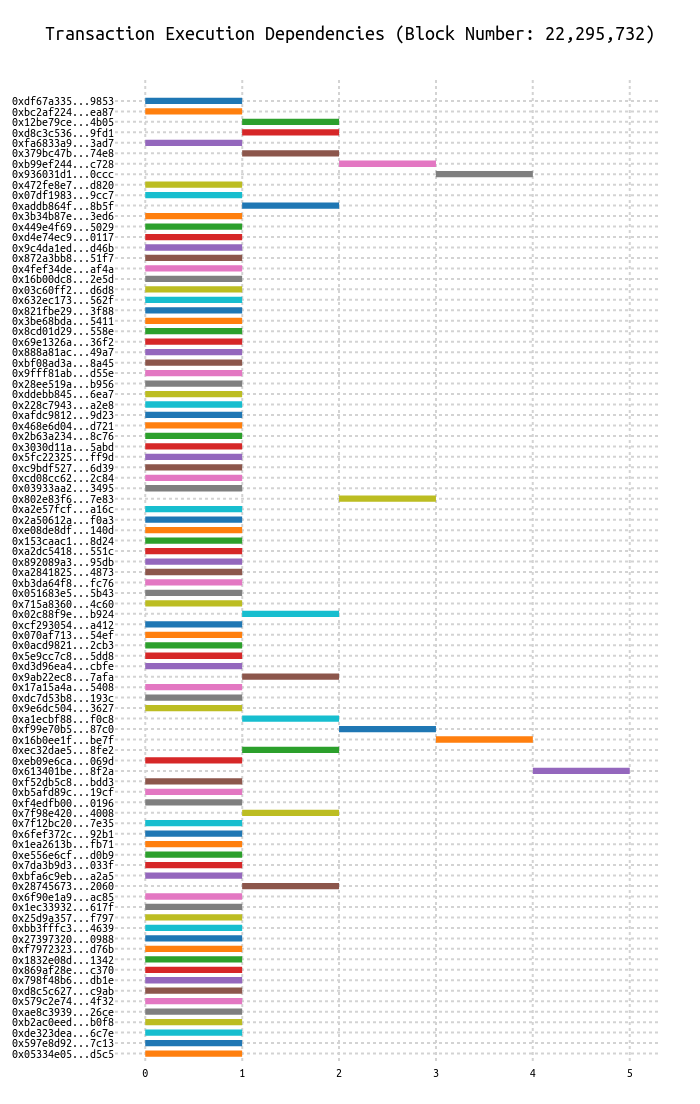 Transaction Execution Dependencies (Block Number: 22,295,732)
0xdf67a335...9853
0xbc2af224...ea87
0x12be79ce...4b05
0xd8c3c536...9fd1
0xfa6833a9...3ad7
0x379bc47b...74e8
0xb99ef244...c728
0x936031d1...0ccc
0x472fe8e7...d820
0x07df1983...9cc7
0xaddb864f...8b5f
0x3b34b87e...3ed6
0x449e4f69...5029
0xd4e74ec9...0117
0x9c4da1ed...d46b
0x872a3bb8...51f7
0x4fef34de...af4a
0x16b00dc8...2e5d
0x03c60ff2...d6d8
0x632ec173...562f
0x821fbe29...3f88
0x3be68bda...5411
0x8cd01d29...558e
0x69e1326a...36f2
0x888a81ac...49a7
0xbf08ad3a...8a45
0x9fff81ab...d55e
0x28ee519a...b956
0xddebb845...6ea7
0x228c7943...a2e8
0xafdc9812...9d23
0x468e6d04...d721
0x2b63a234...8c76
0x3030d11a...5abd
0x5fc22325...ff9d
0xc9bdf527...6d39
0xcd08cc62...2c84
0x03933aa2...3495
0x802e83f6...7e83
0xa2e57fcf...a16c
0x2a50612a...f0a3
0xe08de8df...140d
0x153caac1...8d24
0xa2dc5418...551c
0x892089a3...95db
0xa2841825...4873
0xb3da64f8...fc76
0x051683e5...5b43
0x715a8360...4c60
0x02c88f9e...b924
0xcf293054...a412
0x070af713...54ef
0x0acd9821...2cb3
0x5e9cc7c8...5dd8
0xd3d96ea4...cbfe
0x9ab22ec8...7afa
0x17a15a4a...5408
0xdc7d53b8...193c
0x9e6dc504...3627
0xa1ecbf88...f0c8
0xf99e70b5...87c0
0x16b0ee1f...be7f
0xec32dae5...8fe2
0xeb09e6ca...069d
0x613401be...8f2a
0xf52db5c8...bdd3
0xb5afd89c...19cf
0xf4edfb00...0196
0x7f98e420...4008
0x7f12bc20...7e35
0x6fef372c...92b1
0x1ea2613b...fb71
0xe556e6cf...d0b9
0x7da3b9d3...033f
0xbfa6c9eb...a2a5
0x28745673...2060
0x6f90e1a9...ac85
0x1ec33932...617f
0x25d9a357...f797
0xbb3fffc3...4639
0x27397320...0988
0xf7972323...d76b
0x1832e08d...1342
0x869af28e...c370
0x798f48b6...db1e
0xd8c5c627...c9ab
0x579c2e74...4f32
0xae8c3939...26ce
0xb2ac0eed...b0f8
0xde323dea...6c7e
0x597e8d92...7c13
0x05334e05...d5c5
0 1 2 3 4 5